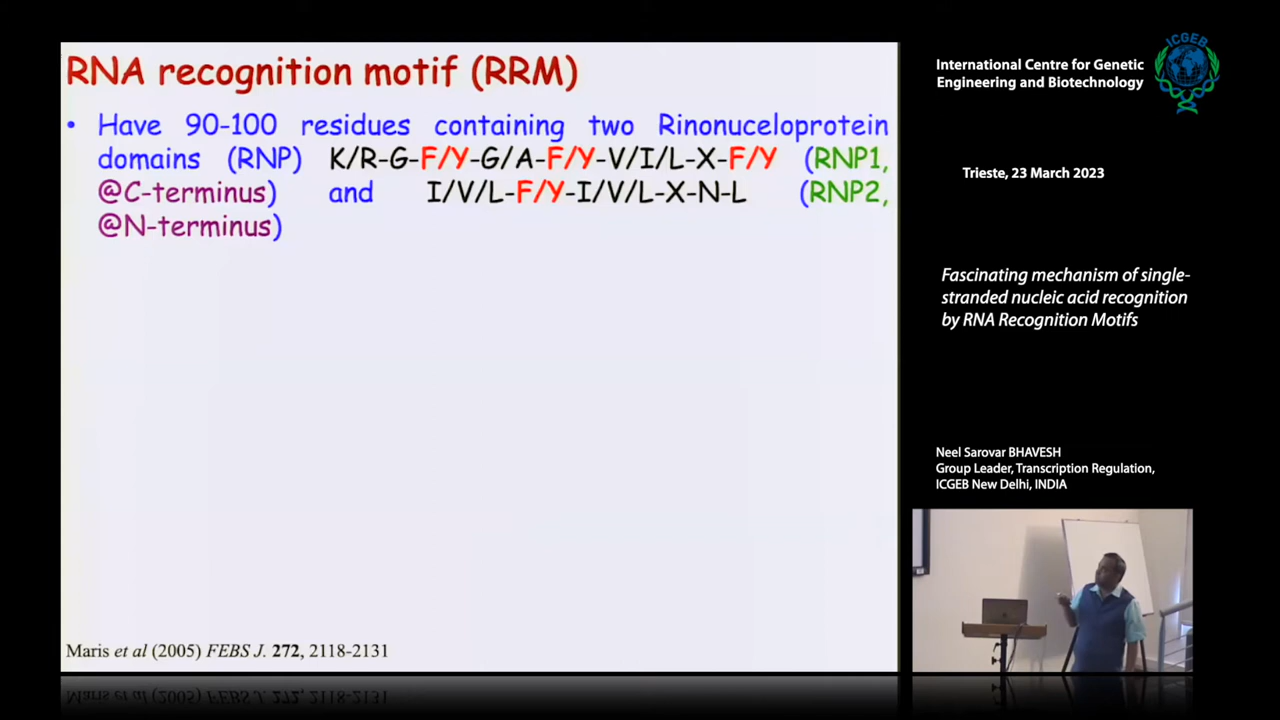 RNA recognition motif (RRM)
• Have 90-100 residues containing two Rinonuceloprotein
domains (RNP) K/R-G-F/Y-G/A-F/Y-V/I/L-X-F/Y (RNP1,
@C-terminus) and I/V/L-F/Y-I/V/L-X-N-L (RNP2,
@N-terminus)
Maris et al (2005) FEBS J. 272, 2118-2131
International Centre for Genetic
Engineering and Biotechnology
ICGEB
Trieste, 23 March 2023
Fascinating mechanism of single-
stranded nucleic acid recognition
by RNA Recognition Motifs
Neel Sarovar BHAVESH
Group Leader, Transcription Regulation,
ICGEB New Delhi, INDIA